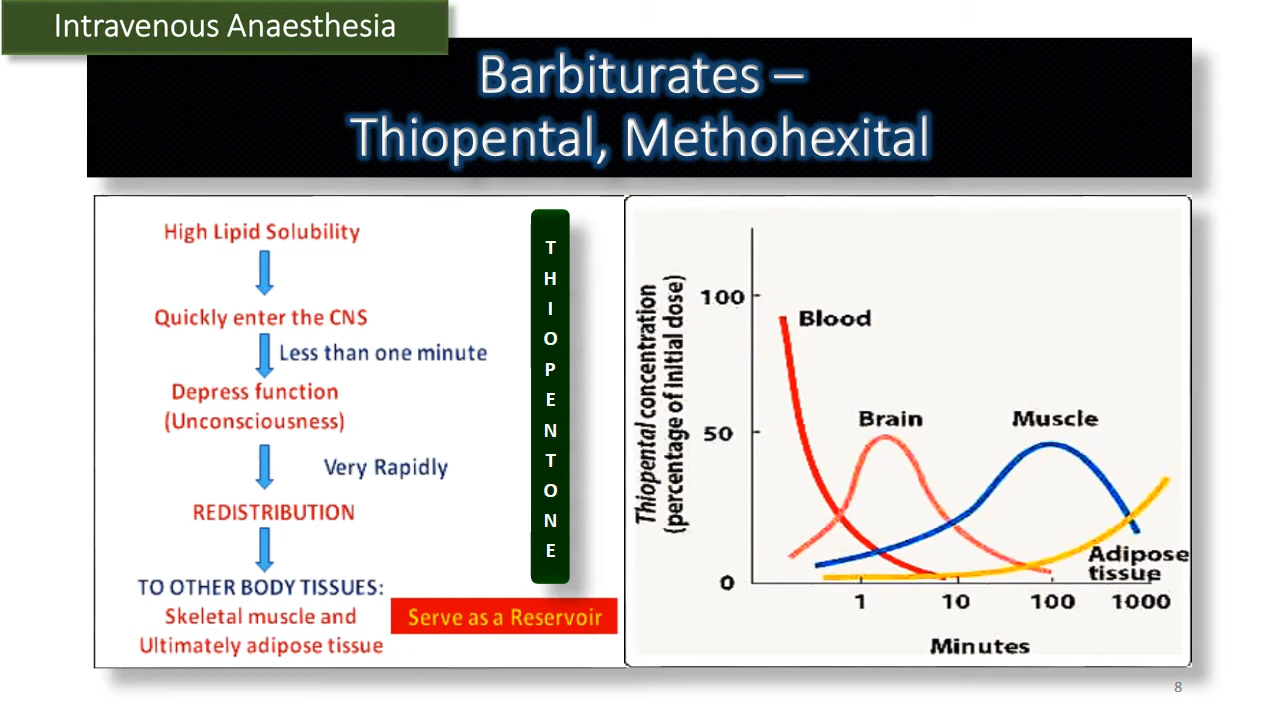 Intravenous Anaesthesia
Barbiturates –
Thiopental, Methohexital
High Lipid Solubility
Quickly enter the CNS
Less than one minute
Depress function
(Unconsciousness)
Very Rapidly
REDISTRIBUTION
TO OTHER BODY TISSUES:
Skeletal muscle and
Ultimately adipose tissue
Serve as a Reservoir
THIOPENTONE
Thiopental concentration
(percentage of initial dose)
100
50
0
Blood
Brain
Muscle
Adipose
tissue
1 10 100 1000
Minutes
8